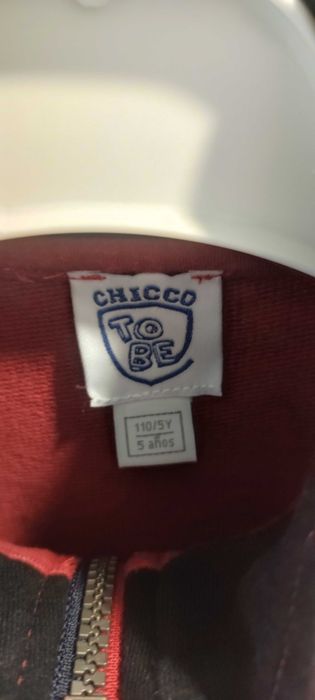 CHICCO
TO
BE
110/5Y
5 años